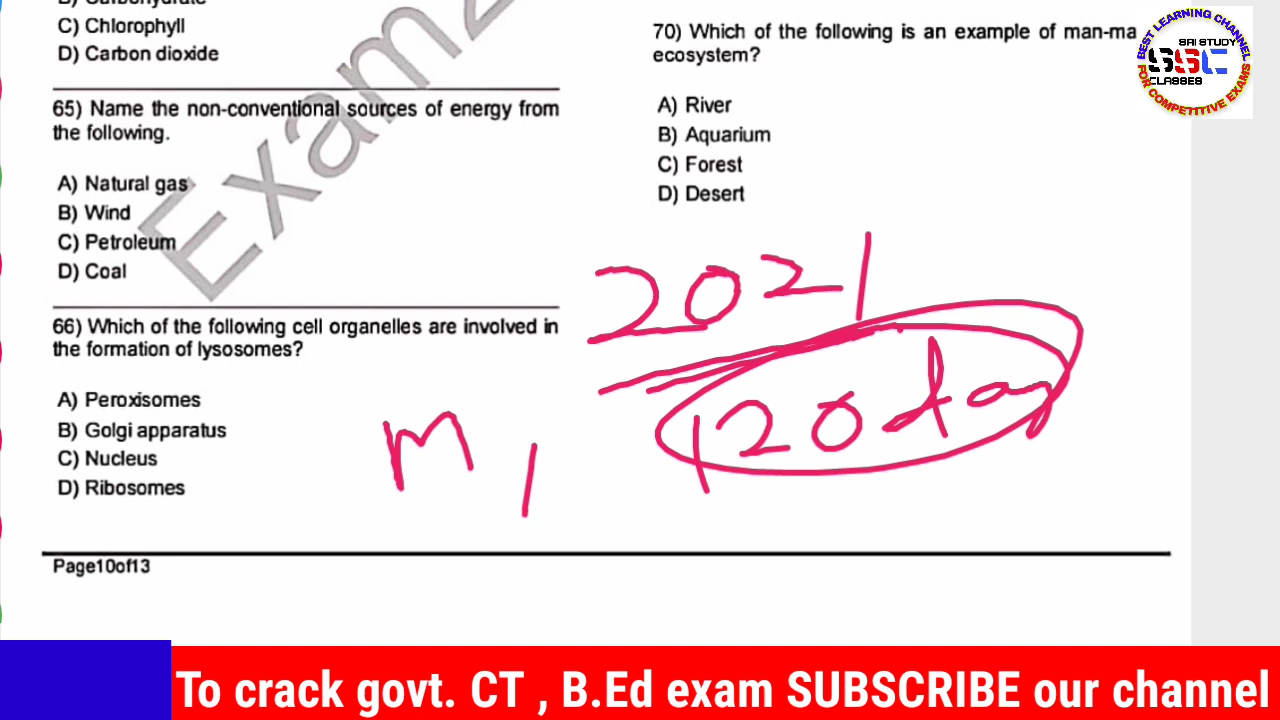 C) Chlorophyll
D) Carbon dioxide
65) Name the non-conventional sources of energy from
the following.
A) Natural gas
B) Wind
C) Petroleum
D) Coal
66) Which of the following cell organelles are involved in
the formation of lysosomes?
A) Peroxisomes
B) Golgi apparatus
C) Nucleus
D) Ribosomes
Page10of13
70) Which of the following is an example of man-ma
ecosystem?
A) River
B) Aquarium
C) Forest
D) Desert
2021
120 day
m,
Exam2
BEST LEARNING CHANNEL
SAI STUDY
SSC
CLASSES
FOR COMPETITIVE EXAMS
To crack govt. CT , B.Ed exam SUBSCRIBE our channel